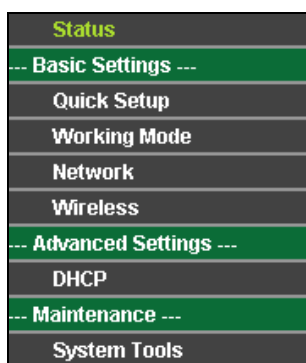 Status
--- Basic Settings ---
Quick Setup
Working Mode
Network
Wireless
--- Advanced Settings ---
DHCP
--- Maintenance ---
System Tools